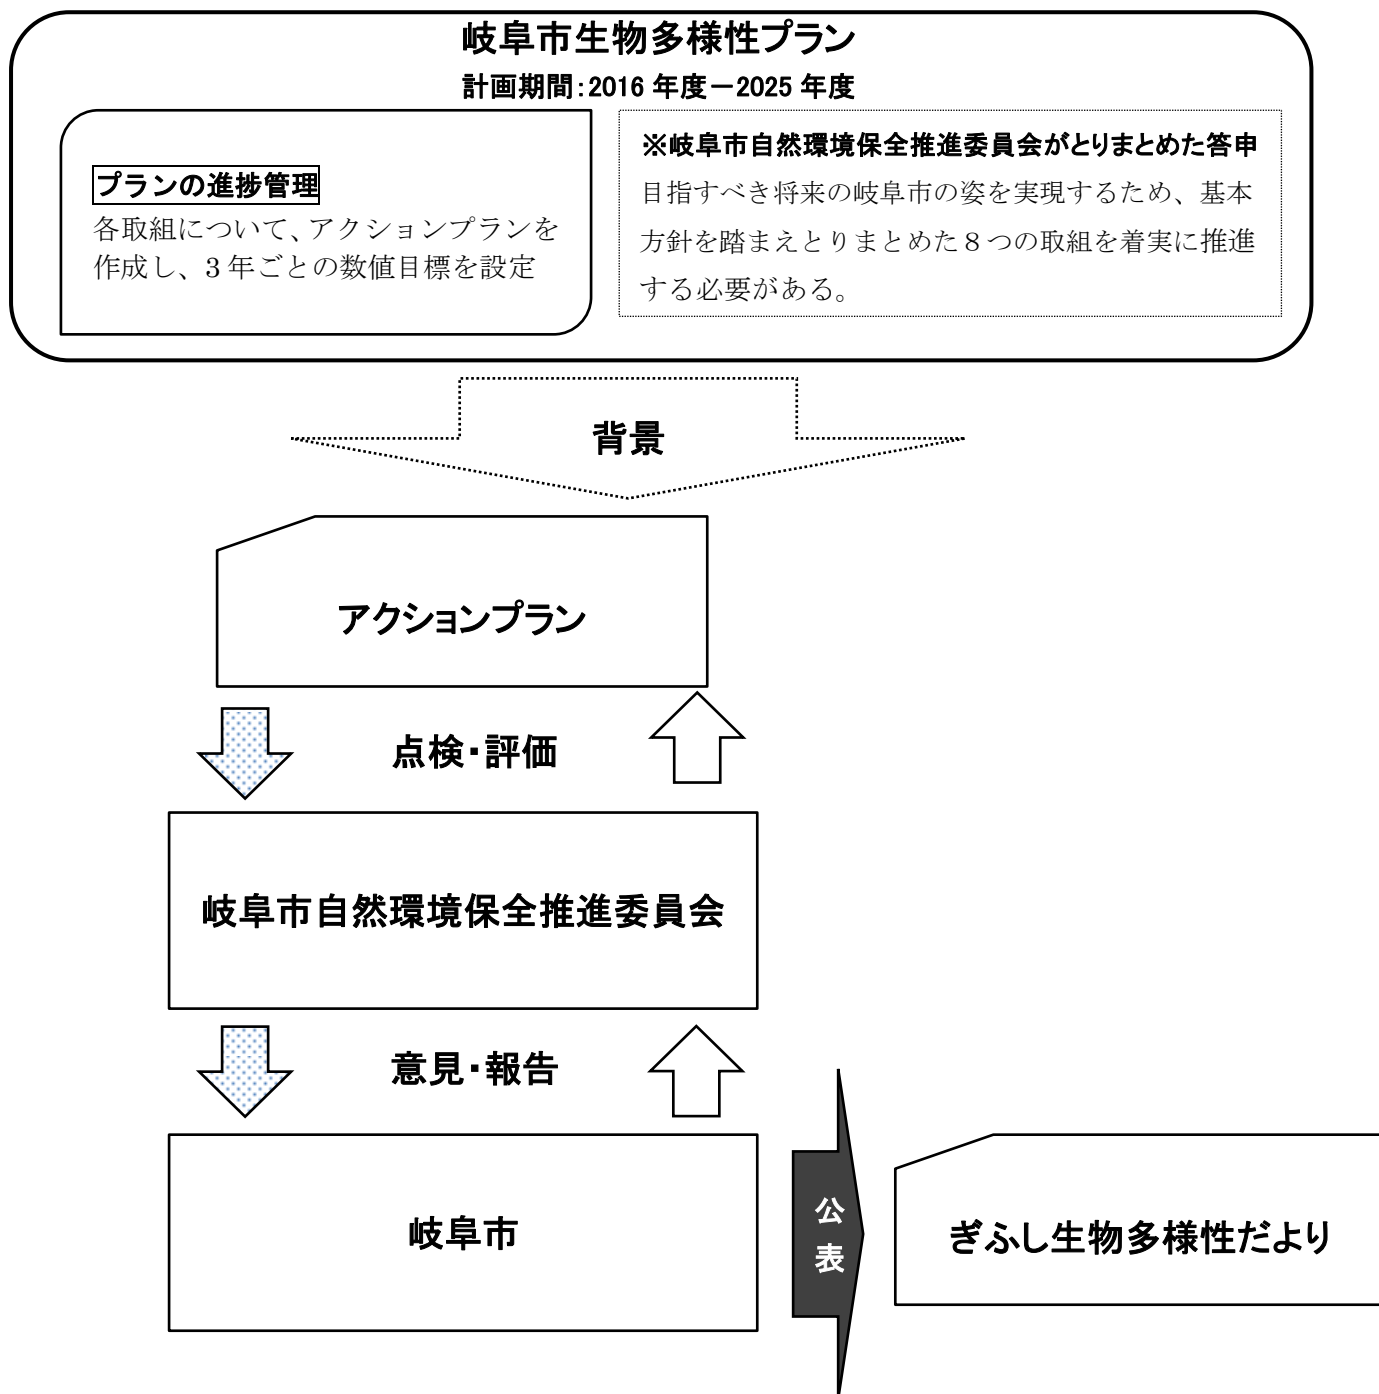 岐阜市生物多様性プラン
計画期間：2016 年度－2025 年度
プランの進捗管理
各取組について、アクションプランを
作成し、3 年ごとの数値目標を設定
※岐阜市自然環境保全推進委員会がとりまとめた答申
目指すべき将来の岐阜市の姿を実現するため、基本
方針を踏まえとりまとめた８つの取組を着実に推進
する必要がある。
背景
アクションプラン
点検・評価
岐阜市自然環境保全推進委員会
意見・報告
岐阜市
公表
ぎふし生物多様性だより